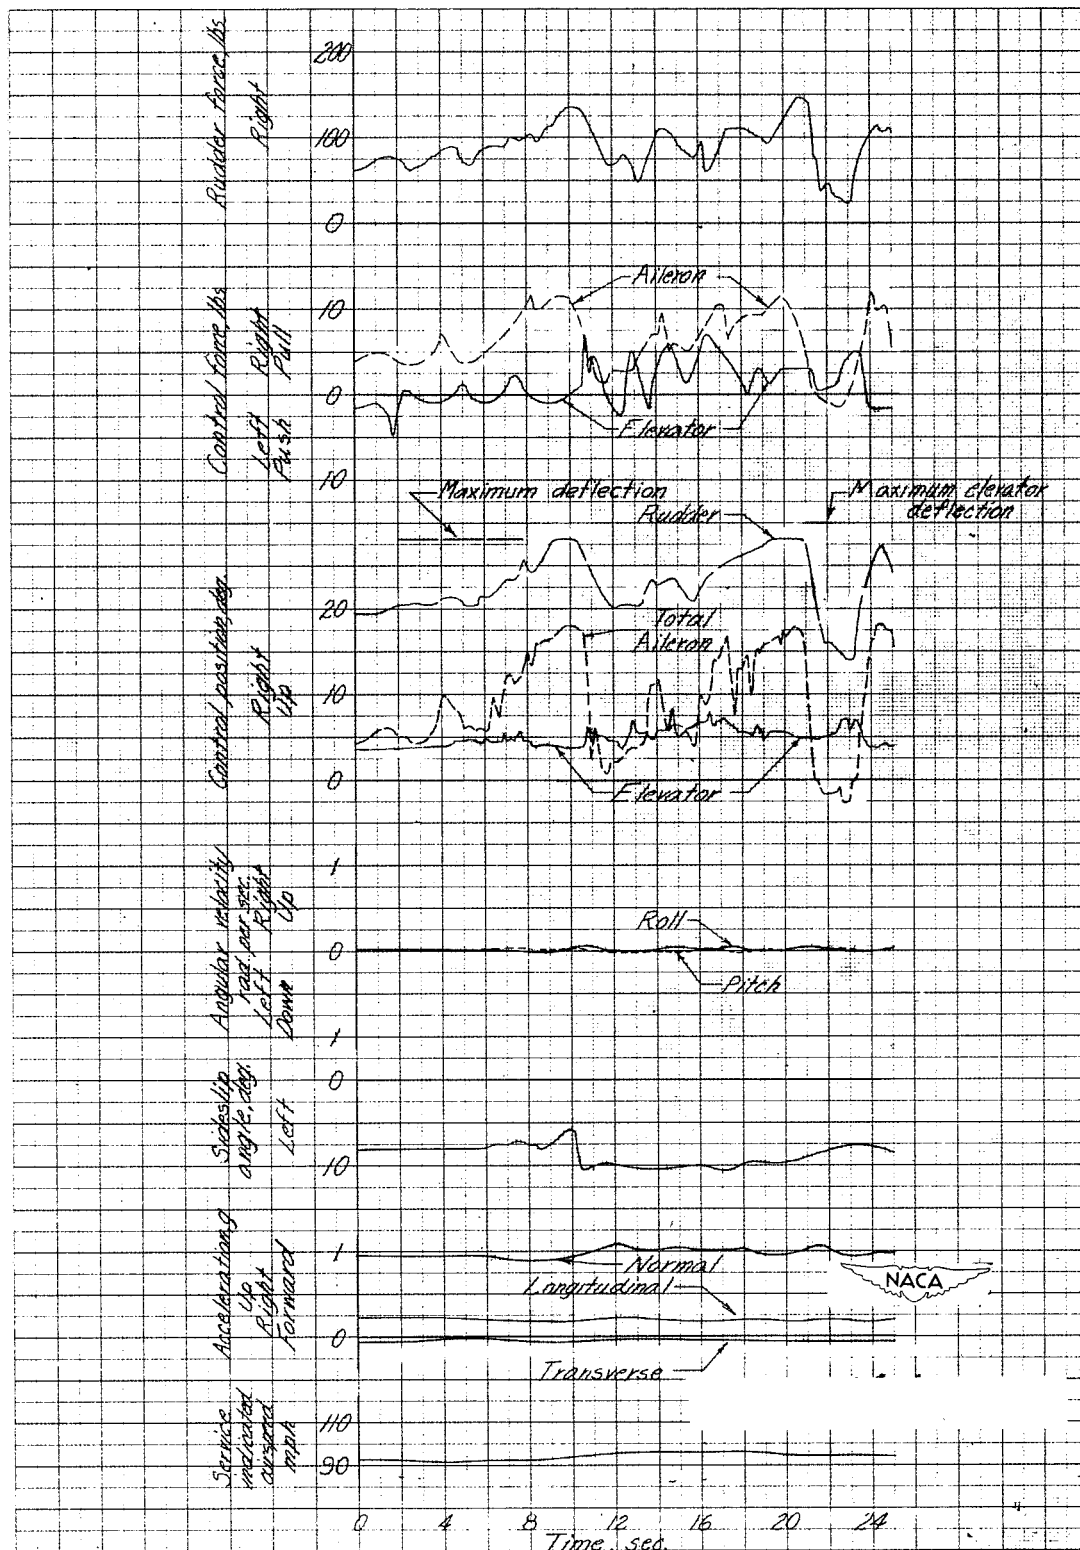 Rudder force, lbs
Right
200
100
0
Control force, lbs
Right
Pull
Left
Push
10
0
10
Aileron
Elevator
Maximum deflection
Rudder
Maximum elevator
deflection
Control position, deg.
Right
Up
20
10
0
Total
Aileron
Elevator
Angular velocity
rad per sec.
Left Right
Down Up
1
0
1
Roll
Pitch
Sideslip
angle, deg.
Left
0
10
Acceleration, g
Up
Right
Forward
1
0
Normal
Longitudinal
Transverse
NACA
Service
indicated
airspeed
mph
110
90
0 4 8 12 16 20 24
Time, sec.